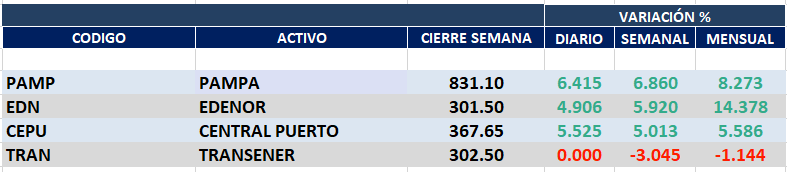 VARIACIÓN %
CODIGO ACTIVO CIERRE SEMANA DIARIO SEMANAL MENSUAL
PAMP PAMPA 831.10 6.415 6.860 8.273
EDN EDENOR 301.50 4.906 5.920 14.378
CEPU CENTRAL PUERTO 367.65 5.525 5.013 5.586
TRAN TRANSENER 302.50 0.000 -3.045 -1.144